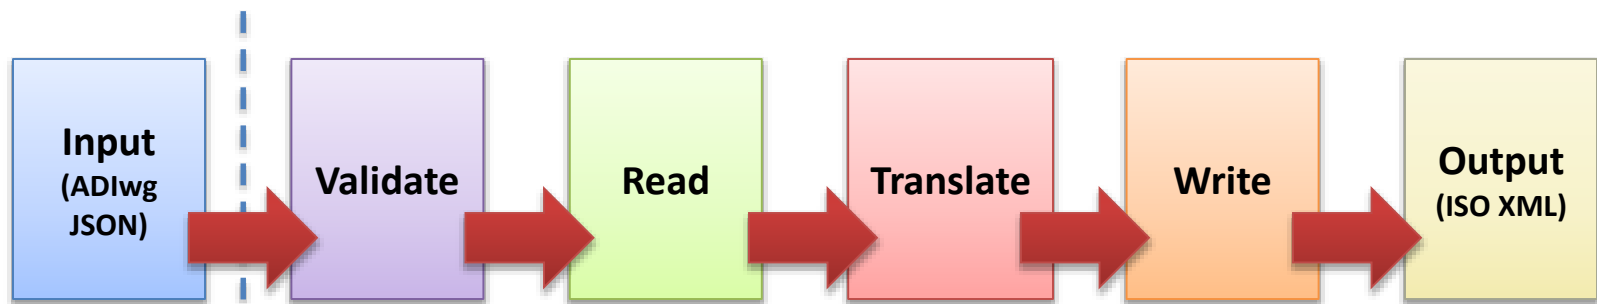 Input
(ADIwg
JSON)
Validate
Read
Translate
Write
Output
(ISO XML)